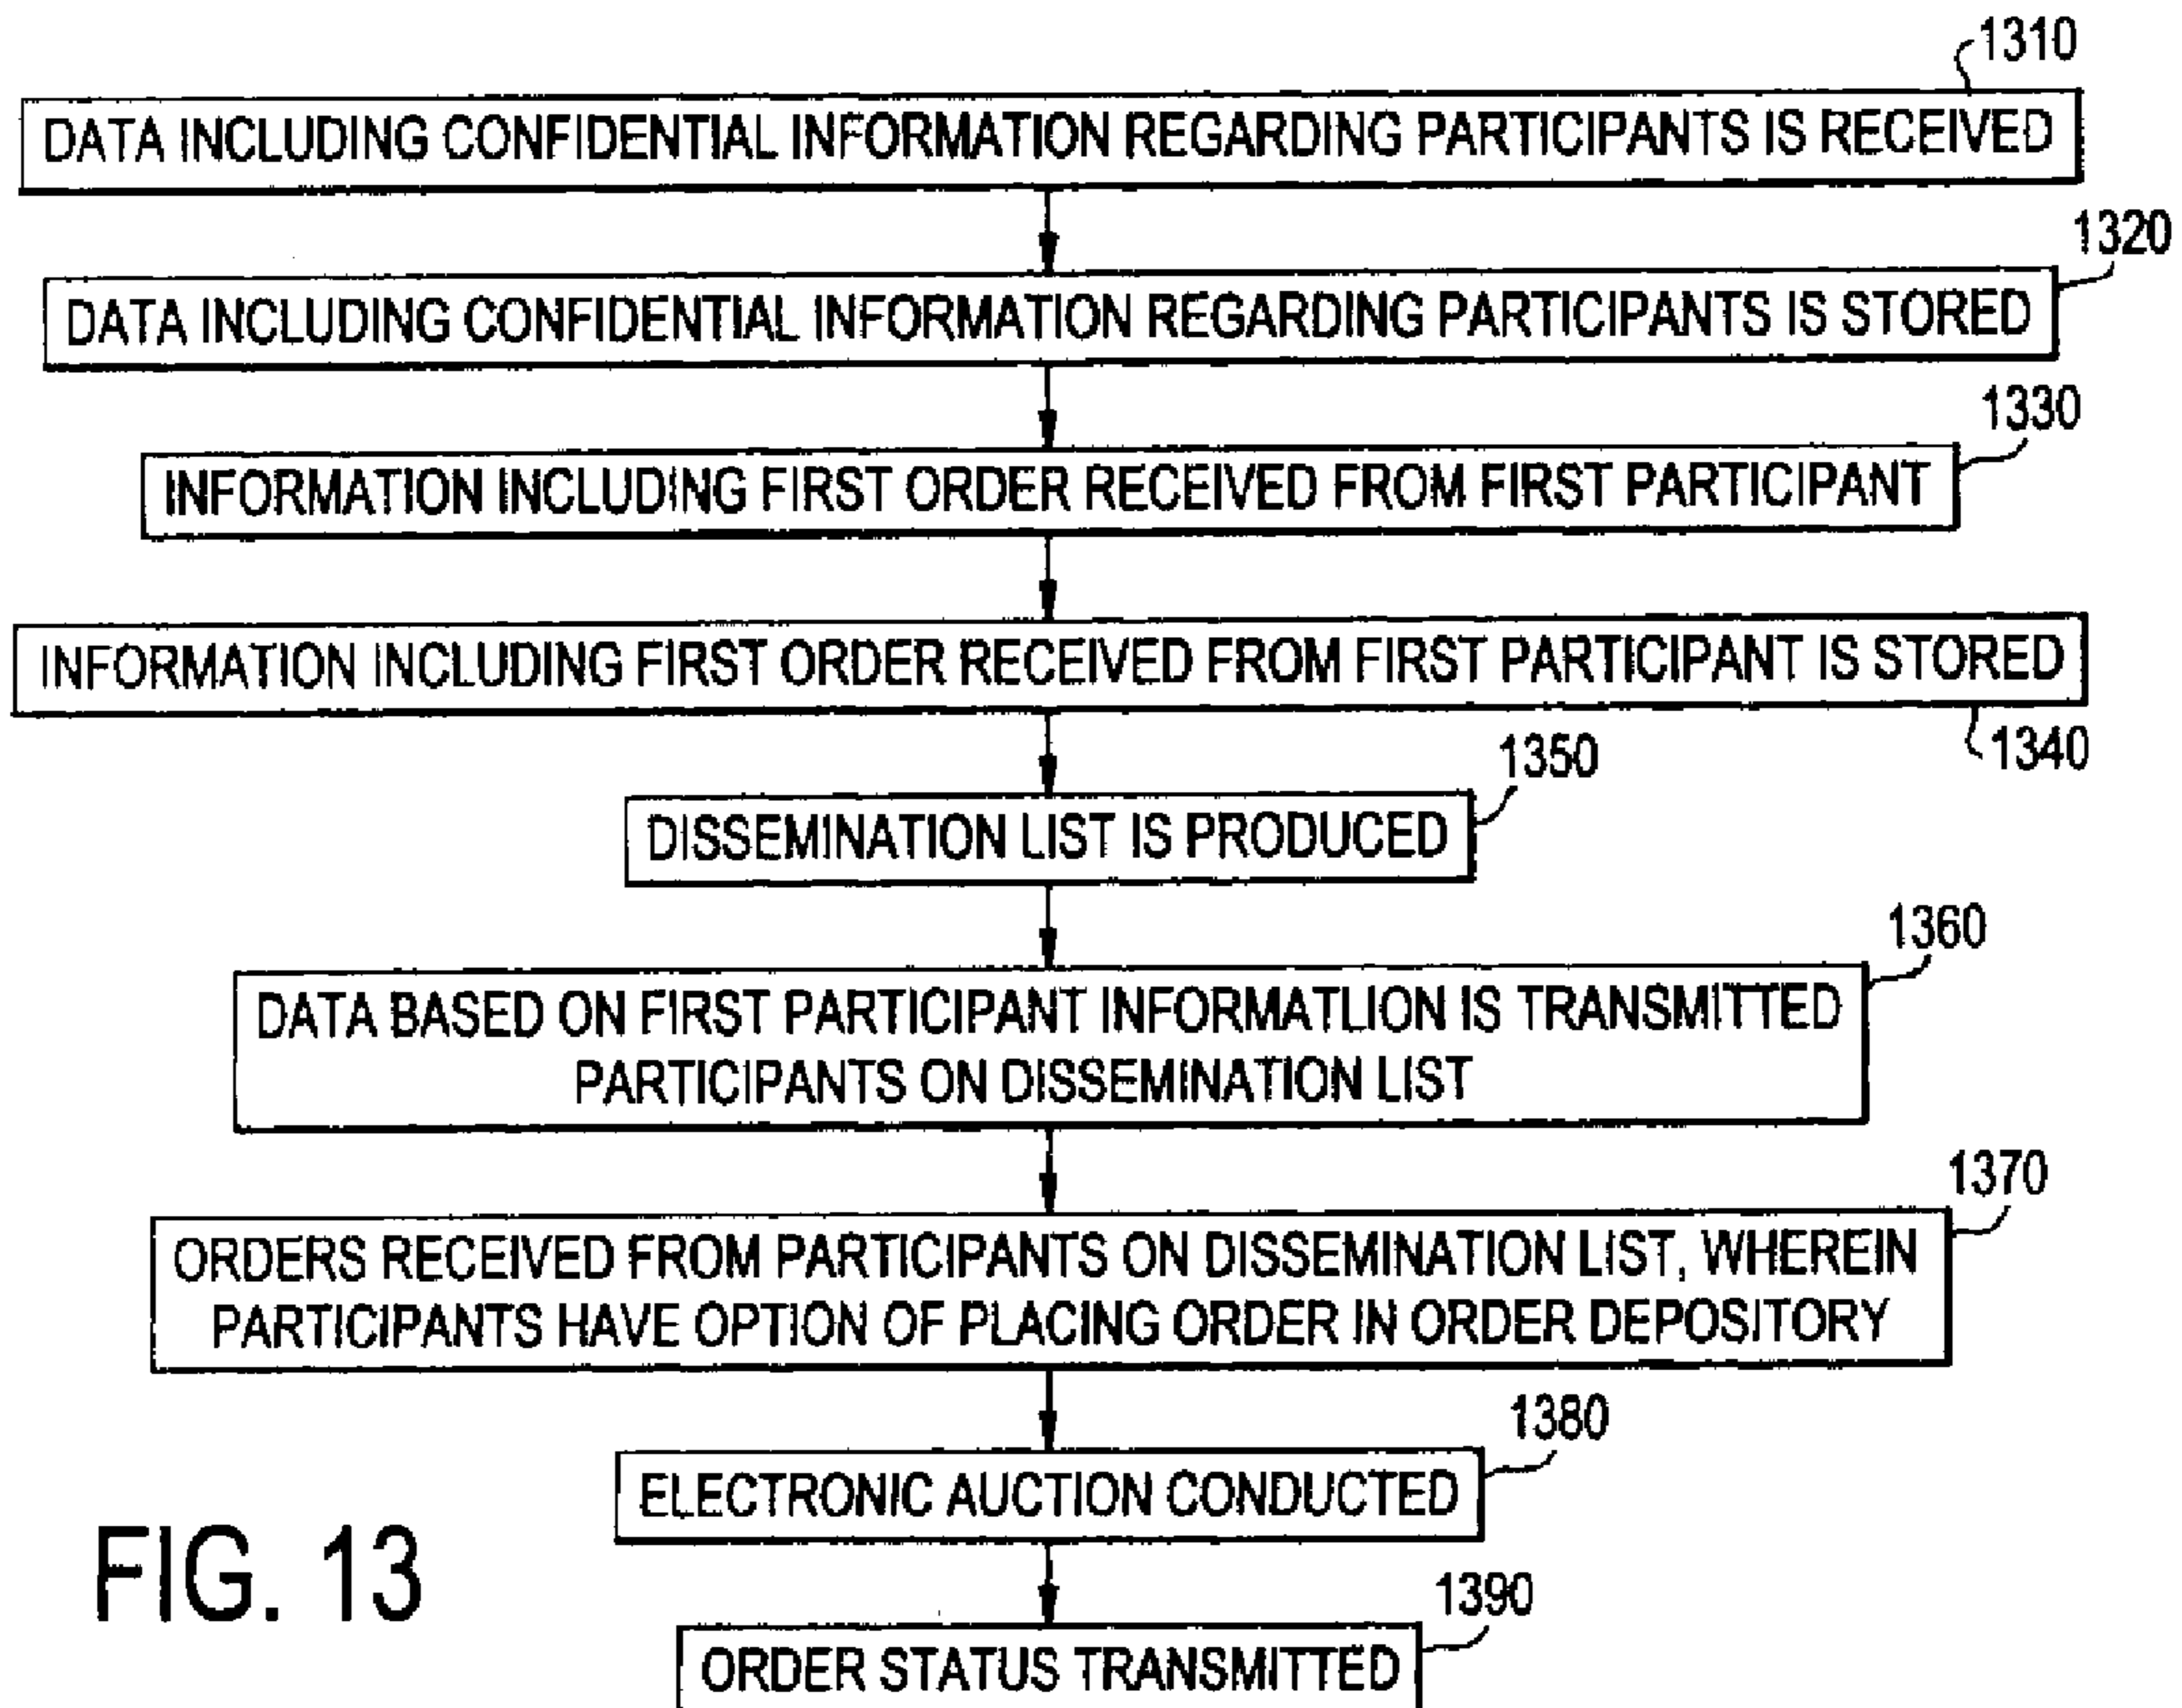 1310
DATA INCLUDING CONFIDENTIAL INFORMATION REGARDING PARTICIPANTS IS RECEIVED
1320
DATA INCLUDING CONFIDENTIAL INFORMATION REGARDING PARTICIPANTS IS STORED
1330
INFORMATION INCLUDING FIRST ORDER RECEIVED FROM FIRST PARTICIPANT
INFORMATION INCLUDING FIRST ORDER RECEIVED FROM FIRST PARTICIPANT IS STORED
1340
1350
DISSEMINATION LIST IS PRODUCED
1360
DATA BASED ON FIRST PARTICIPANT INFORMATLION IS TRANSMITTED
PARTICIPANTS ON DISSEMINATION LIST
1370
ORDERS RECEIVED FROM PARTICIPANTS ON DISSEMINATION LIST, WHEREIN
PARTICIPANTS HAVE OPTION OF PLACING ORDER IN ORDER DEPOSITORY
1380
ELECTRONIC AUCTION CONDUCTED
1390
ORDER STATUS TRANSMITTED
FIG. 13